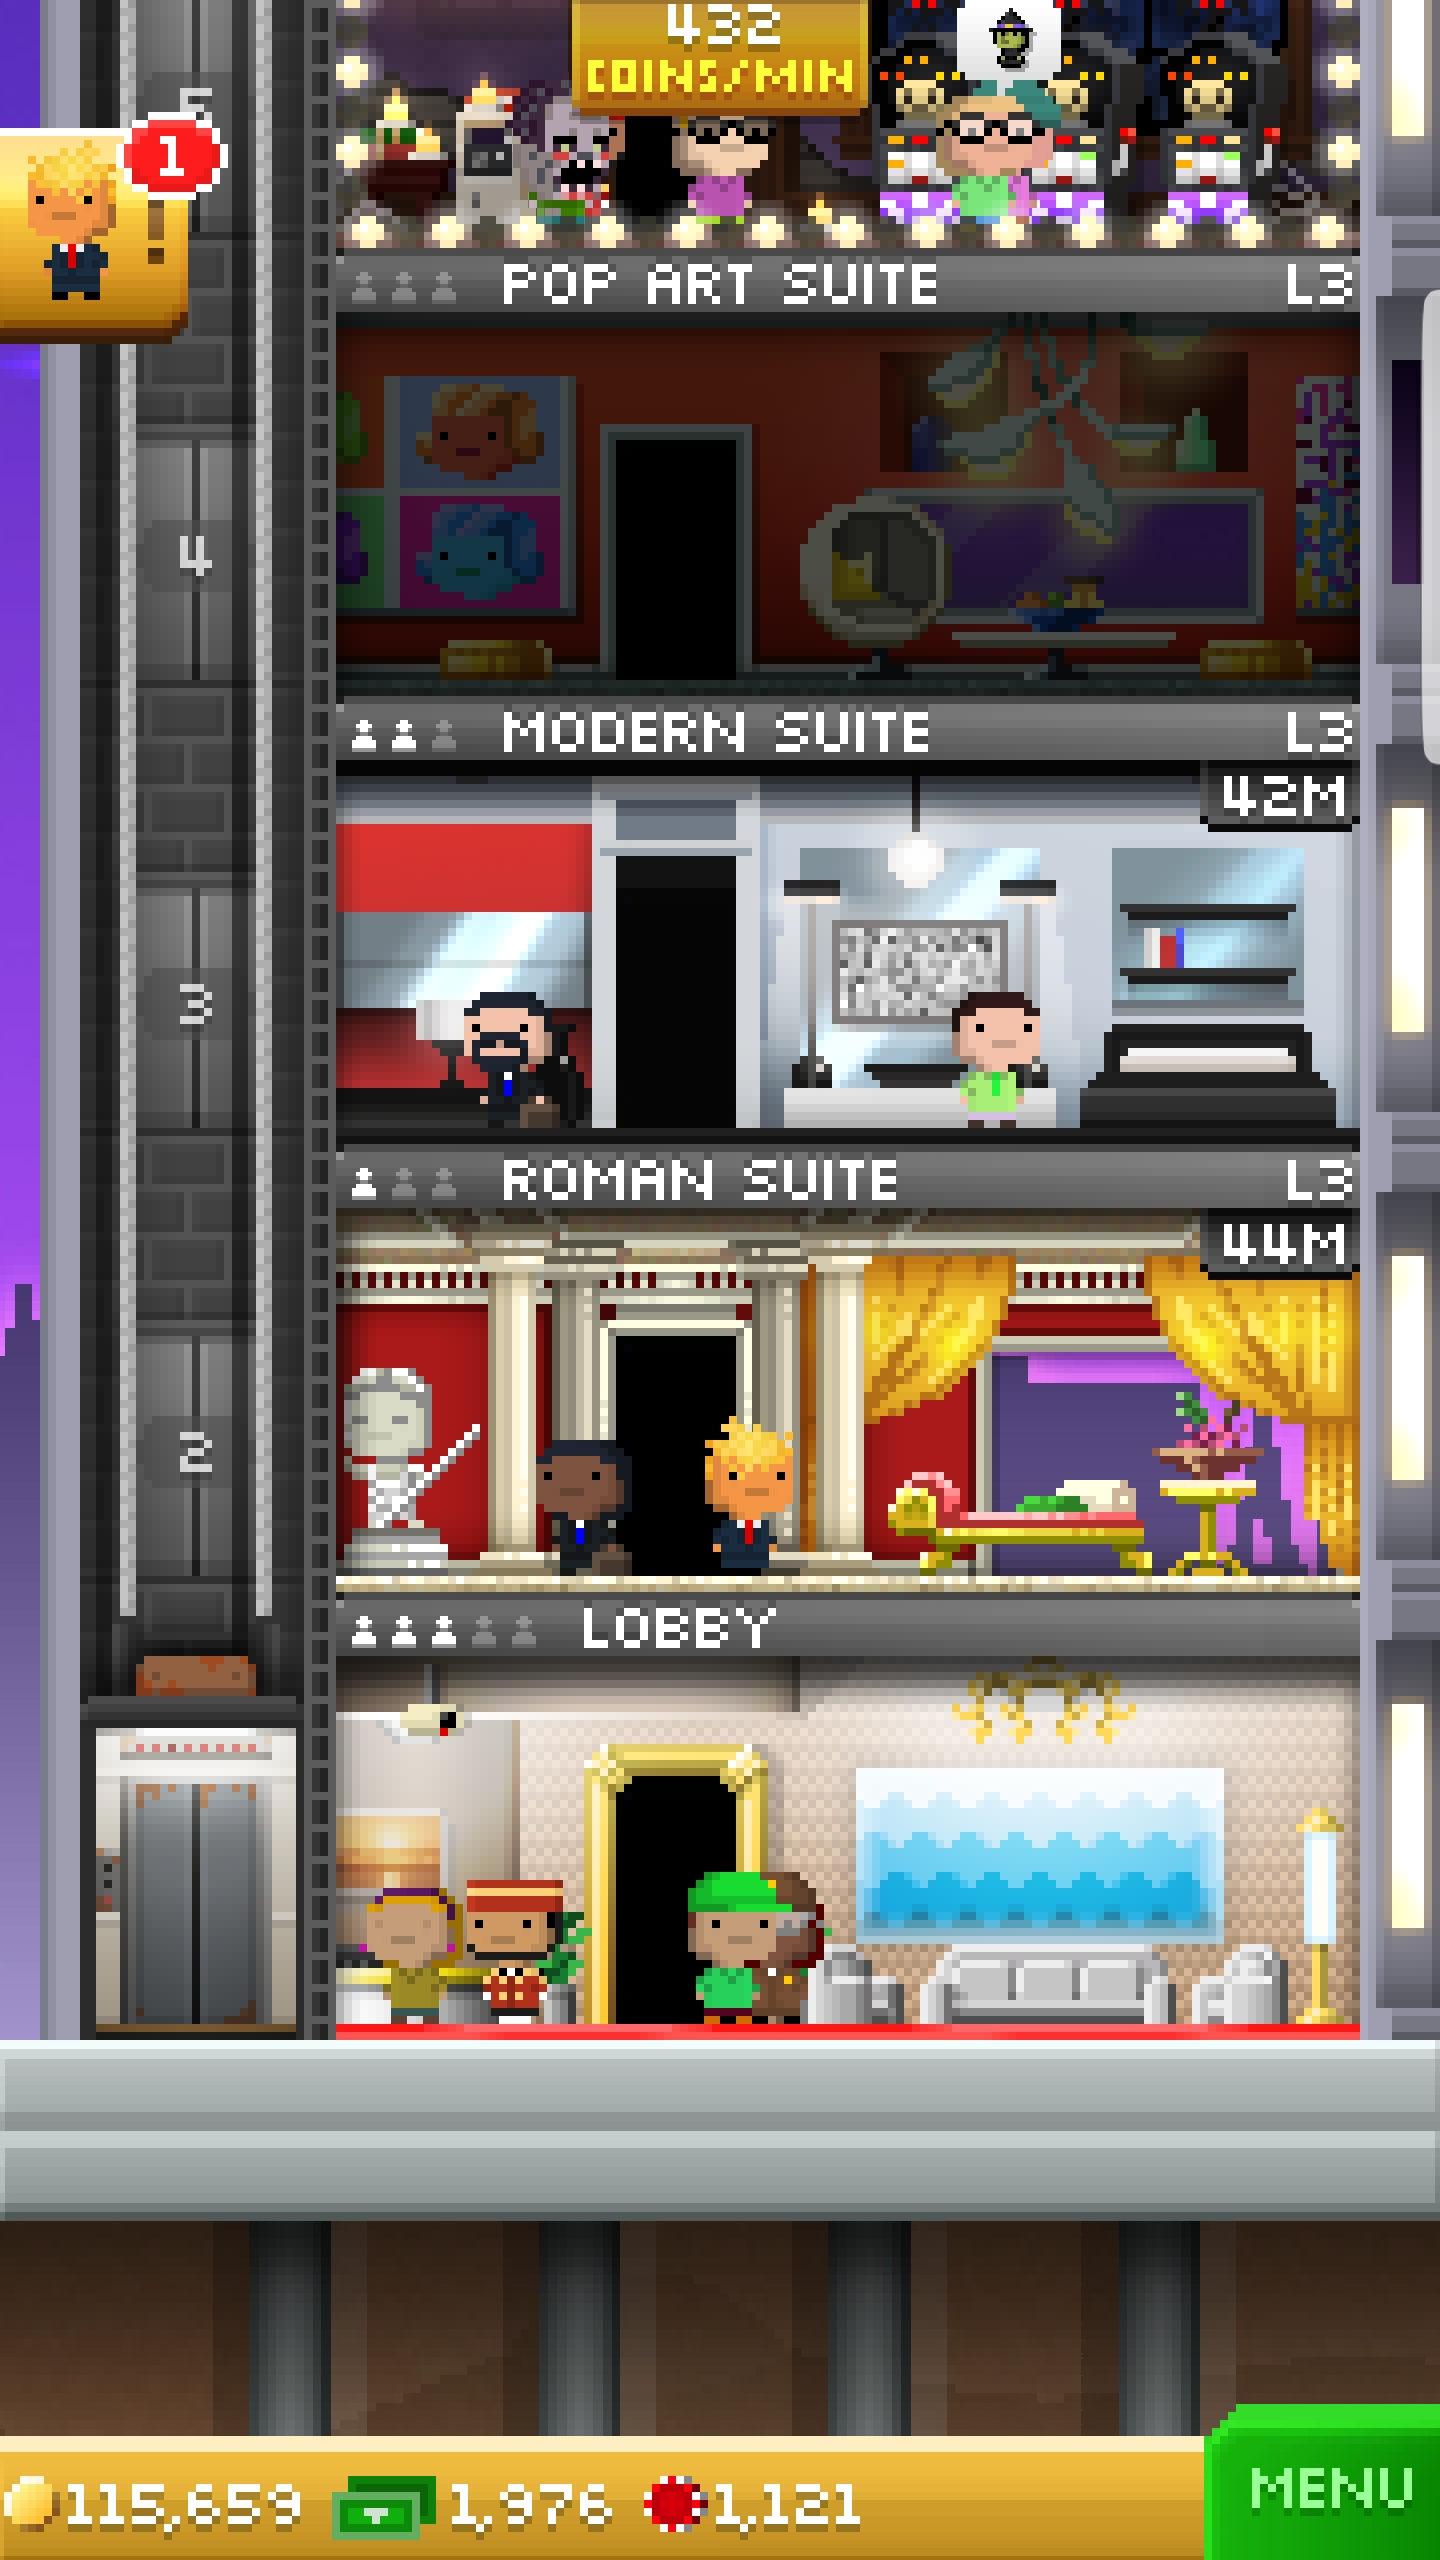 432
COINS/MIN
5
1
!
POP ART SUITE L3
4
MODERN SUITE L3
42M
3
ROMAN SUITE L3
44M
2
LOBBY
115,659 1,976 1,121
MENU